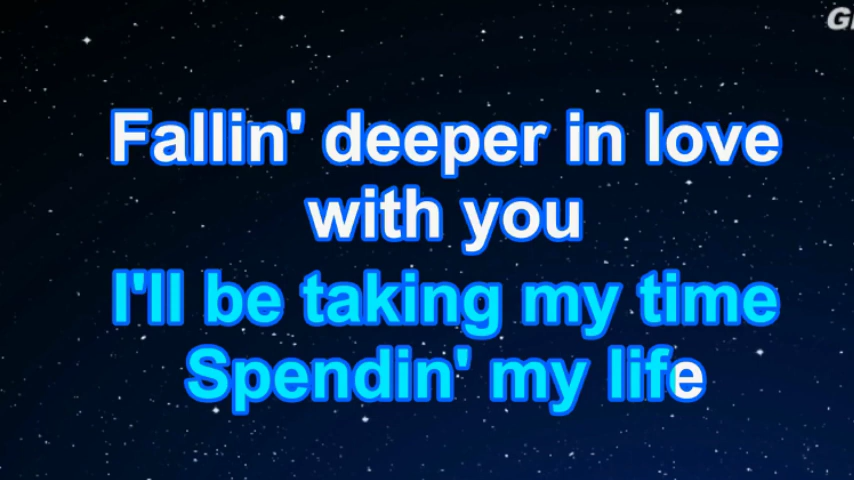 Fallin' deeper in love
with you
I'll be taking my time
Spendin' my life